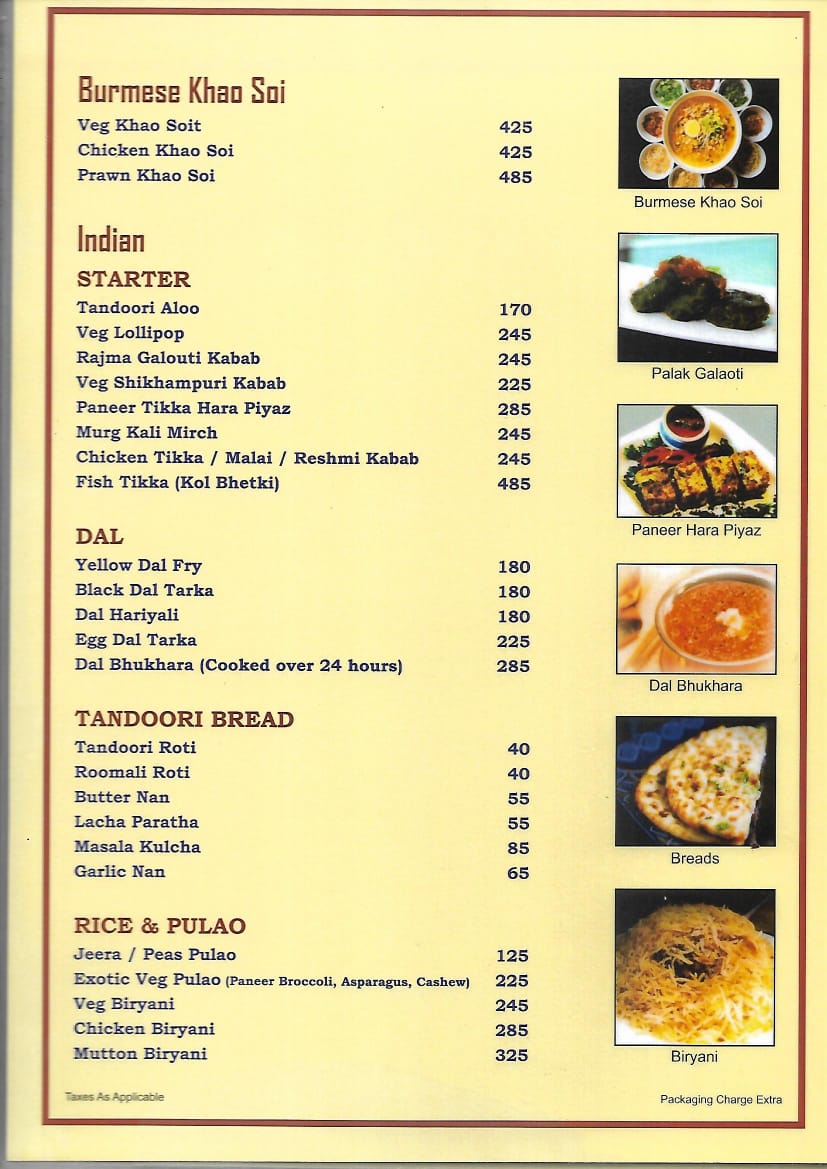 Burmese Khao Soi
Veg Khao Soit 425
Chicken Khao Soi 425
Prawn Khao Soi 485
Burmese Khao Soi
Indian
STARTER
Tandoori Aloo 170
Veg Lollipop 245
Rajma Galouti Kabab 245
Veg Shikhampuri Kabab 225
Paneer Tikka Hara Piyaz 285
Murg Kali Mirch 245
Chicken Tikka / Malai / Reshmi Kabab 245
Fish Tikka (Kol Bhetki) 485
Palak Galaoti
Paneer Hara Piyaz
DAL
Yellow Dal Fry 180
Black Dal Tarka 180
Dal Hariyali 180
Egg Dal Tarka 225
Dal Bhukhara (Cooked over 24 hours) 285
Dal Bhukhara
TANDOORI BREAD
Tandoori Roti 40
Roomali Roti 40
Butter Nan 55
Lacha Paratha 55
Masala Kulcha 85
Garlic Nan 65
Breads
RICE & PULAO
Jeera / Peas Pulao 125
Exotic Veg Pulao (Paneer Broccoli, Asparagus, Cashew) 225
Veg Biryani 245
Chicken Biryani 285
Mutton Biryani 325
Biryani
Taxes As Applicable
Packaging Charge Extra